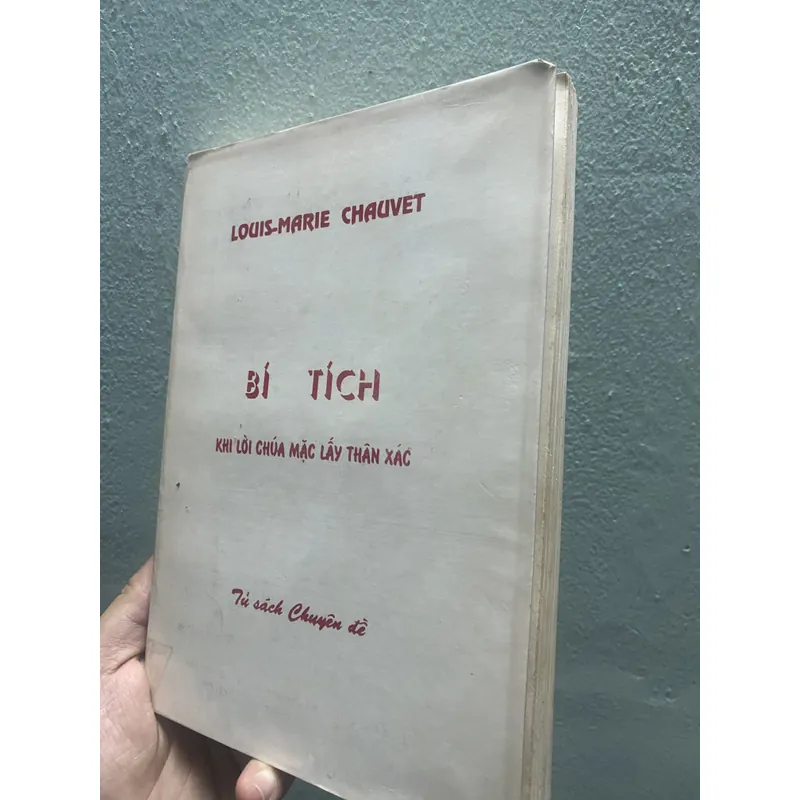 LOUIS-MARIE CHAUVET
BÍ TÍCH
KHI LỜI CHÚA MẶC LẤY THÂN XÁC
Tủ sách Chuyên đề